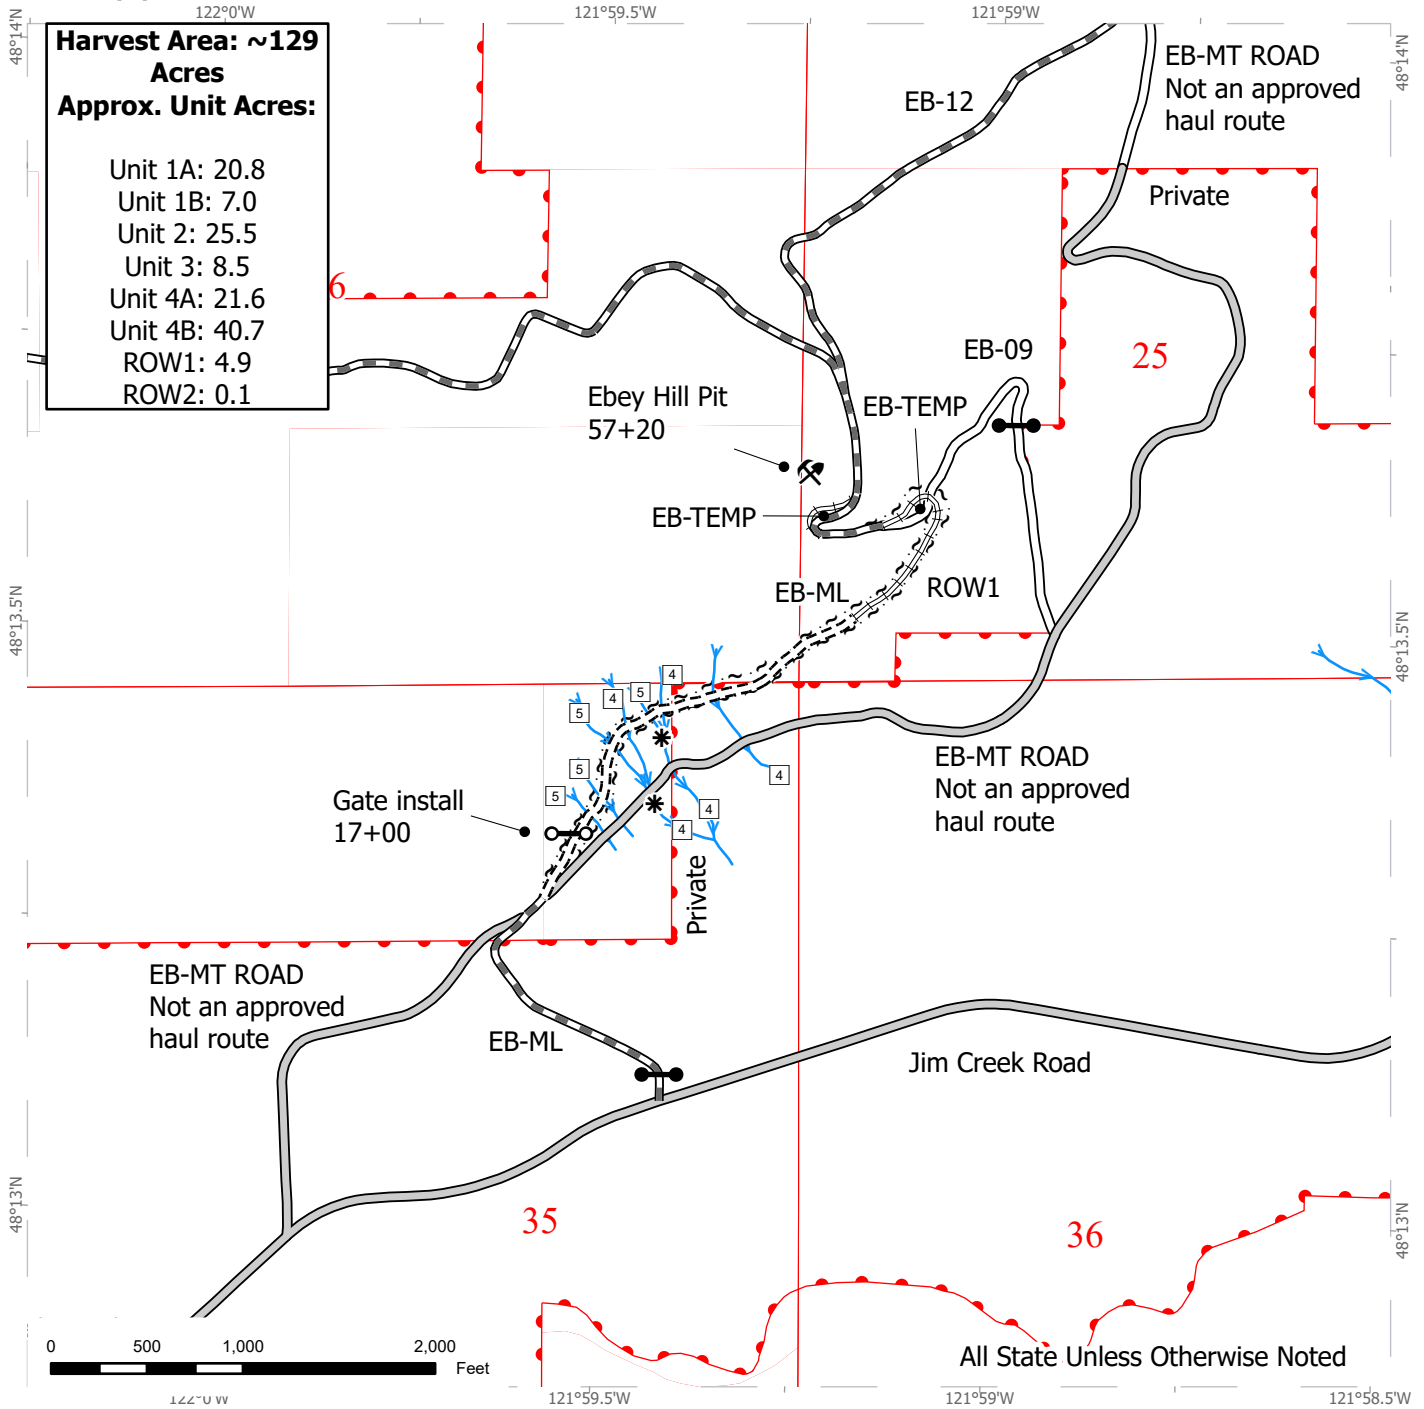 122°0'W
121°59.5'W
121°59'W
48°14'N
48°14'N
Harvest Area: ~129
Acres
Approx. Unit Acres:
Unit 1A: 20.8
Unit 1B: 7.0
Unit 2: 25.5
Unit 3: 8.5
Unit 4A: 21.6
Unit 4B: 40.7
ROW1: 4.9
ROW2: 0.1
EB-MT ROAD
Not an approved
haul route
EB-12
Private
6
25
EB-09
Ebey Hill Pit
57+20
EB-TEMP
EB-TEMP
EB-ML
ROW1
48°13.5'N
48°13.5'N
4
5
4
5
5
4
5
4
4
EB-MT ROAD
Not an approved
haul route
Gate install
17+00
Private
EB-MT ROAD
Not an approved
haul route
EB-ML
Jim Creek Road
48°13'N
48°13'N
35
36
0 500 1,000 2,000
Feet
All State Unless Otherwise Noted
122°0'W
121°59.5'W
121°59'W
121°58.5'W